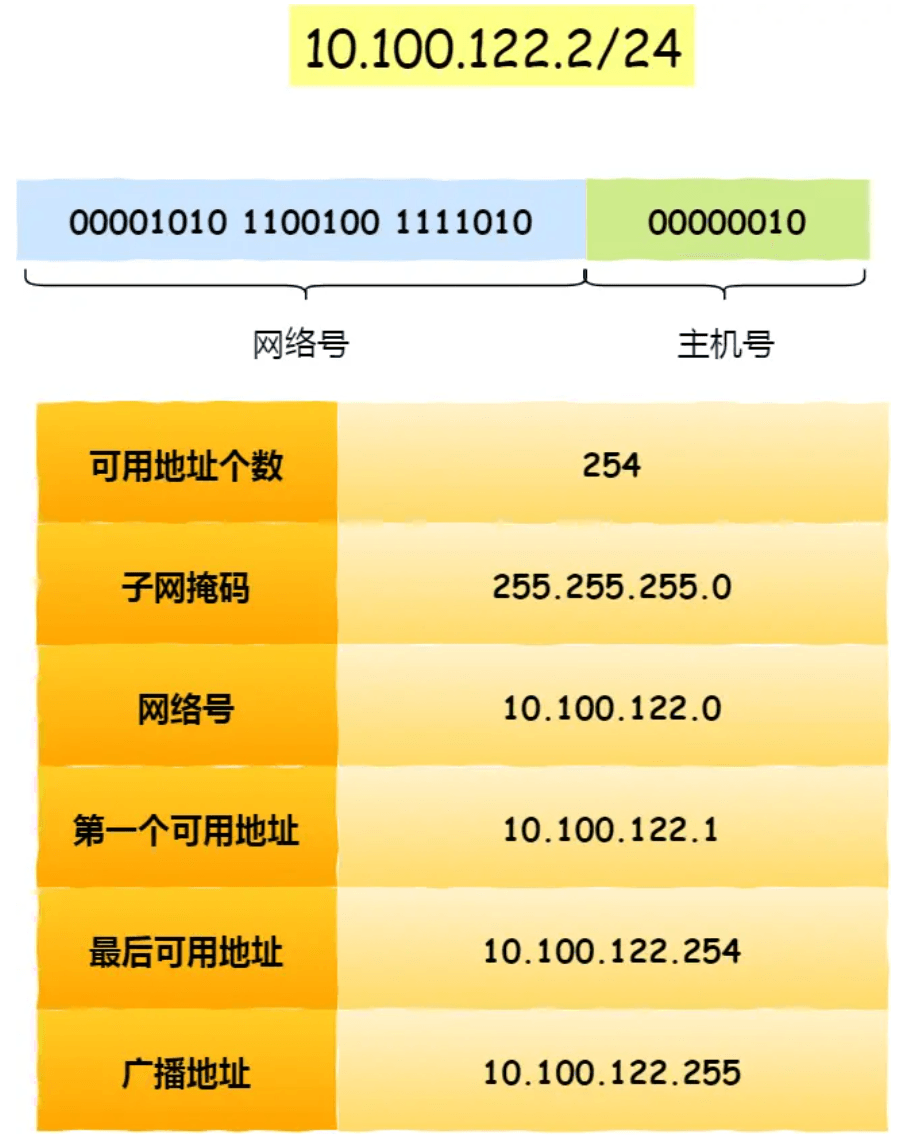 10.100.122.2/24
00001010 1100100 1111010 00000010
网络号 主机号
可用地址个数 254
子网掩码 255.255.255.0
网络号 10.100.122.0
第一个可用地址 10.100.122.1
最后可用地址 10.100.122.254
广播地址 10.100.122.255